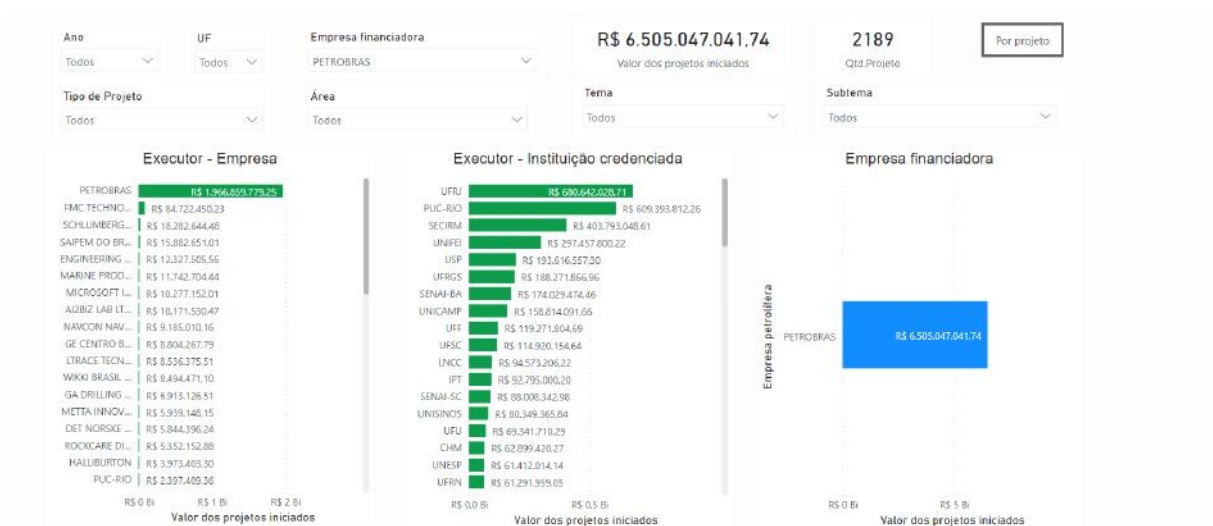 Ano
Todos
UF
Todos
Empresa financiadora
PETROBRAS
R$ 6.505.047.041,74
Valor dos projetos iniciados
2189
Qtd.Projeto
Por projeto
Tipo de Projeto
Todos
Área
Todos
Tema
Todos
Subtema
Todos
Executor - Empresa
PETROBRAS R$ 1.966.859.779,25
FMC TECHNO... R$ 84.722.450,23
SCHLUMBERG... R$ 18.282.644,48
SAIPEM DO BR... R$ 15.882.651,01
ENGINEERING ... R$ 12.327.505,56
MARINE PROD... R$ 11.742.704,44
MICROSOFT I... R$ 10.277.152,01
AI2BIZ LAB LT... R$ 10.171.530,47
NAVCON NAV... R$ 9.185.010,16
GE CENTRO B... R$ 8.804.267,79
LTRACE TECN... R$ 8.536.375,51
WIKKI BRASIL ... R$ 8.494.471,10
GA DRILLING ... R$ 6.913.126,51
METTA INNOV... R$ 5.939.148,15
DET NORSKE ... R$ 5.844.396,24
ROCKCARE DI... R$ 5.352.152,88
HALLIBURTON R$ 3.973.403,30
PUC-RIO R$ 2.397.409,36
R$ 0 Bi R$ 1 Bi R$ 2 Bi
Valor dos projetos iniciados
Executor - Instituição credenciada
UFRJ R$ 680.642.028,71
PUC-RIO R$ 609.393.812,26
SECIRM R$ 403.793.048,61
UNIFEI R$ 297.457.800,22
USP R$ 193.616.557,30
UFRGS R$ 188.271.866,96
SENAI-BA R$ 174.029.474,46
UNICAMP R$ 158.814.091,66
UFF R$ 119.271.804,69
UFSC R$ 114.920.154,64
LNCC R$ 94.573.206,22
IPT R$ 92.795.000,20
SENAI-SC R$ 88.008.342,98
UNISINOS R$ 80.349.365,84
UFU R$ 69.341.710,29
CHM R$ 62.899.420,27
UNESP R$ 61.412.014,14
UFRN R$ 61.291.959,05
R$ 0,0 Bi R$ 0,5 Bi
Valor dos projetos iniciados
Empresa financiadora
Empresa petrolífera
PETROBRAS R$ 6.505.047.041,74
R$ 0 Bi R$ 5 Bi
Valor dos projetos iniciados